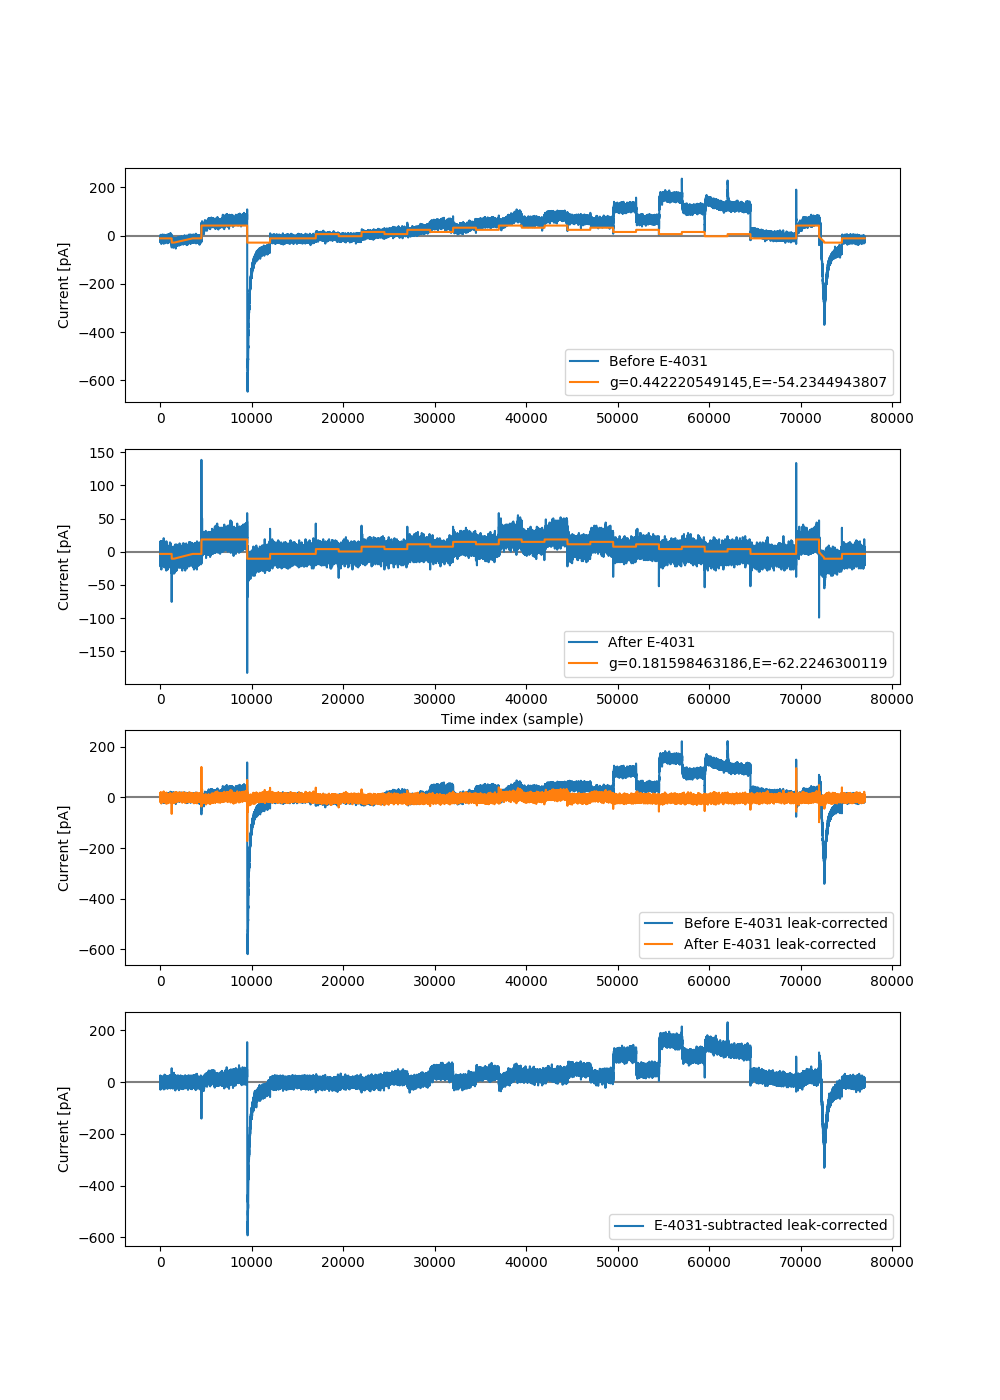 200
0
−200
−400
−600
Current [pA]
Before E-4031
g=0.442220549145,E=-54.2344943807
0 10000 20000 30000 40000 50000 60000 70000 80000
150
100
50
0
−50
−100
−150
Current [pA]
After E-4031
g=0.181598463186,E=-62.2246300119
0 10000 20000 30000 40000 50000 60000 70000 80000
Time index (sample)
200
0
−200
−400
−600
Current [pA]
Before E-4031 leak-corrected
After E-4031 leak-corrected
0 10000 20000 30000 40000 50000 60000 70000 80000
200
0
−200
−400
−600
Current [pA]
E-4031-subtracted leak-corrected
0 10000 20000 30000 40000 50000 60000 70000 80000